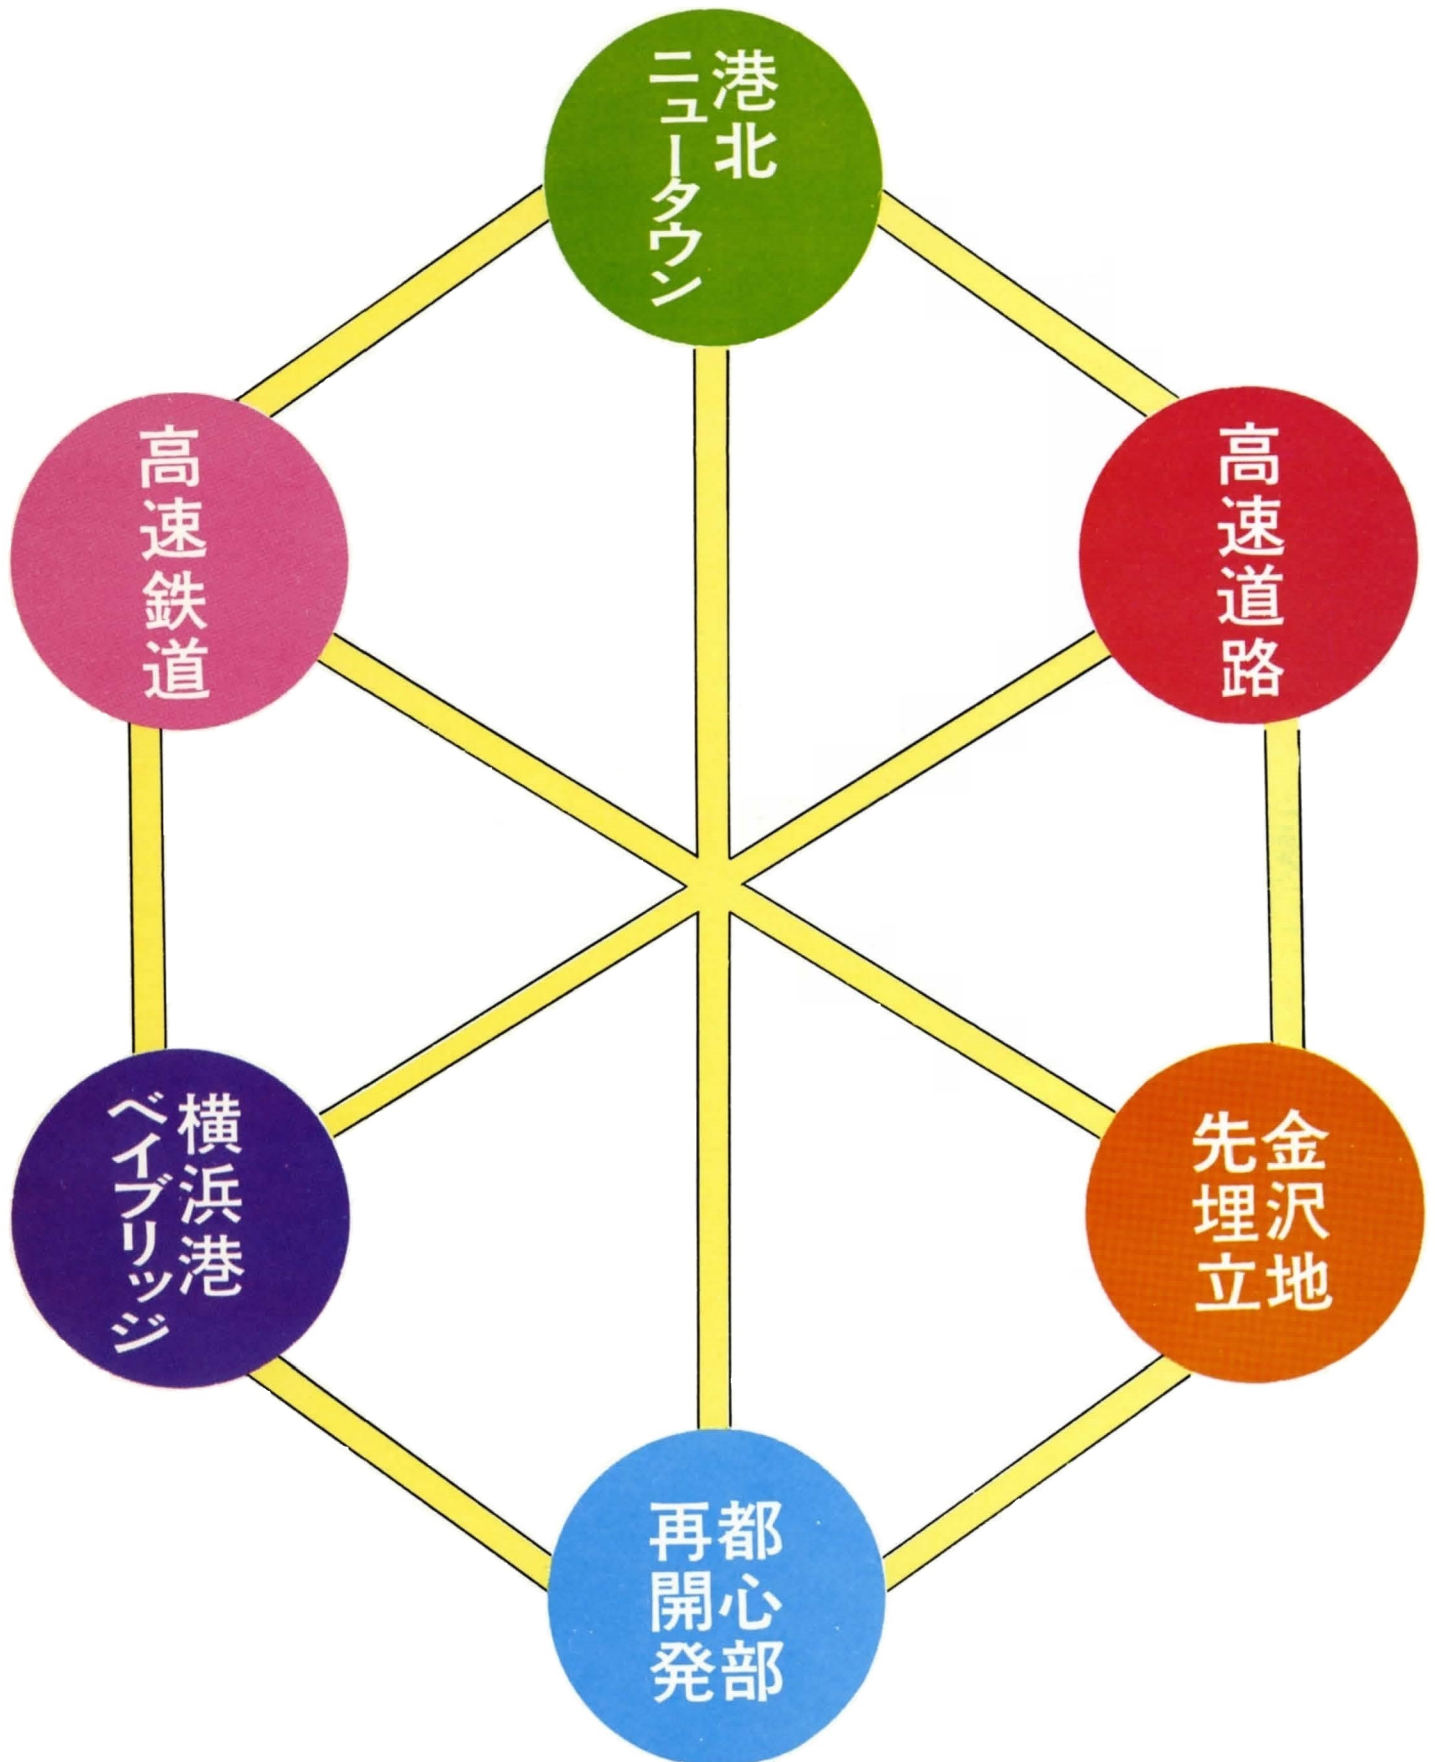 港北
ニュータウン
高速鉄道
高速道路
横浜港
ベイブリッジ
金沢地
先埋立
都心部
再開発